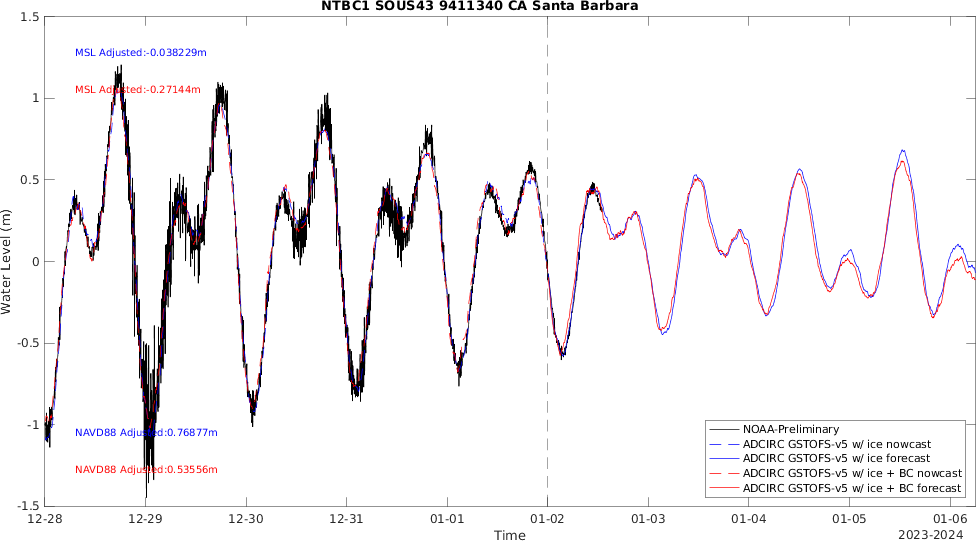 NTBC1 SOUS43 9411340 CA Santa Barbara
1.5
1
0.5
0
-0.5
-1
-1.5
Water Level (m)
MSL Adjusted:-0.038229m
MSL Adjusted:-0.27144m
NAVD88 Adjusted:0.76877m
NAVD88 Adjusted:0.53556m
NOAA-Preliminary
ADCIRC GSTOFS-v5 w/ ice nowcast
ADCIRC GSTOFS-v5 w/ ice forecast
ADCIRC GSTOFS-v5 w/ ice + BC nowcast
ADCIRC GSTOFS-v5 w/ ice + BC forecast
12-28 12-29 12-30 12-31 01-01 01-02 01-03 01-04 01-05 01-06
Time
2023-2024